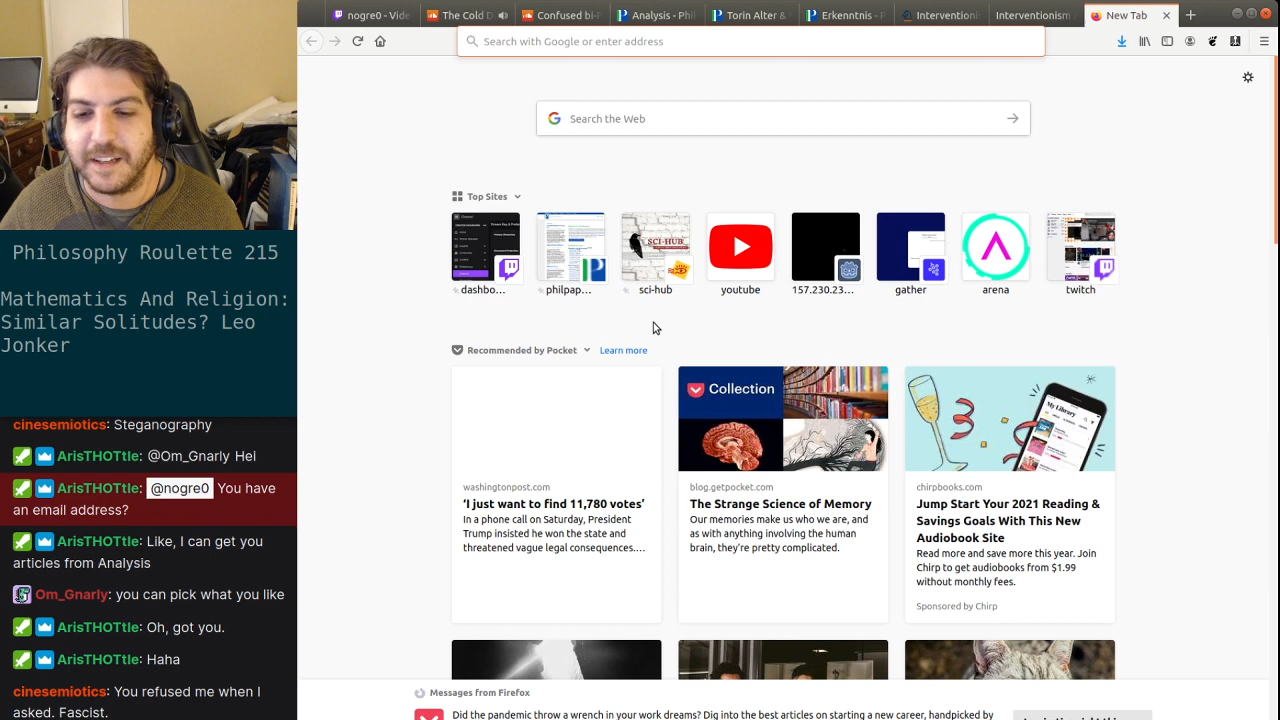 nogre0 - Vide
The Cold D
Confused bi-F
Analysis - Phil
Torin Alter &
Erkenntnis - P
Interventionis
Interventionism
New Tab
Search with Google or enter address
Search the Web
Top Sites
dashbo...
philpap...
SCI-HUB
sci-hub
youtube
157.230.23...
gather
arena
twitch
Recommended by Pocket
Learn more
washingtonpost.com
‘I just want to find 11,780 votes’
In a phone call on Saturday, President
Trump insisted he won the state and
threatened vague legal consequences....
Collection
blog.getpocket.com
The Strange Science of Memory
Our memories make us who we are, and
as with anything involving the human
brain, they’re pretty complicated.
My Library
chirpbooks.com
Jump Start Your 2021 Reading &
Savings Goals With This New
Audiobook Site
Read more and save more this year. Join
Chirp to get audiobooks from $1.99
without monthly fees.
Sponsored by Chirp
Messages from Firefox
Did the pandemic throw a wrench in your work dreams? Dig into the best articles on starting a new career, handpicked by
Philosophy Roulette 215
Mathematics And Religion:
Similar Solitudes? Leo
Jonker
cinesemiotics: Steganography
ArisTHOTtle: @Om_Gnarly Hei
ArisTHOTtle: @nogre0 You have
an email address?
ArisTHOTtle: Like, I can get you
articles from Analysis
Om_Gnarly: you can pick what you like
ArisTHOTtle: Oh, got you.
ArisTHOTtle: Haha
cinesemiotics: You refused me when I
asked. Fascist.